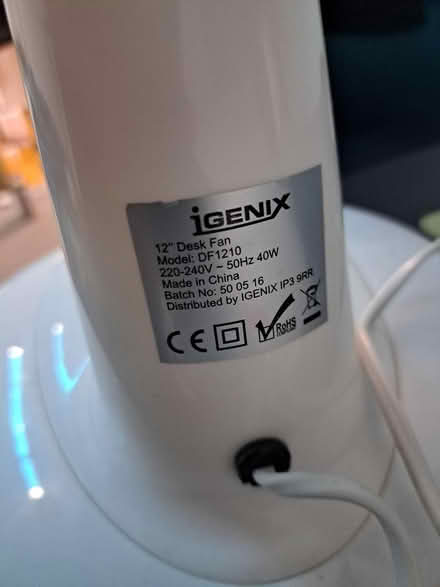 iGENIX
12" Desk Fan
Model: DF1210
220-240V ~ 50Hz 40W
Made in China
Batch No: 50 05 16
Distributed by IGENIX IP3 9RR
CE
RoHS